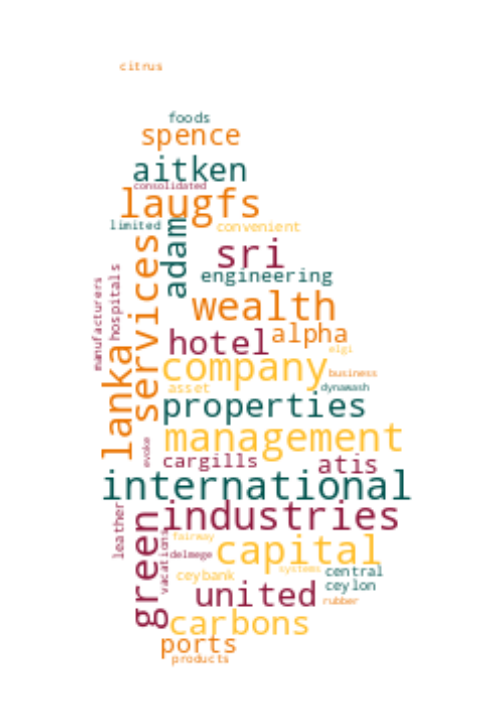 citrus
foods
spence
aitken
consolidated
laugfs
limited
adam
convenient
services
sri
hospitals
engineering
manufacturers
wealth
alpha
hotel
lanka
elgi
company
business
asset
dynawash
properties
management
evoke
cargills
atis
international
leather
industries
green
vacations
fairway
capital
delmege
systems
central
ceybank
ceylon
united
rubber
carbons
ports
products